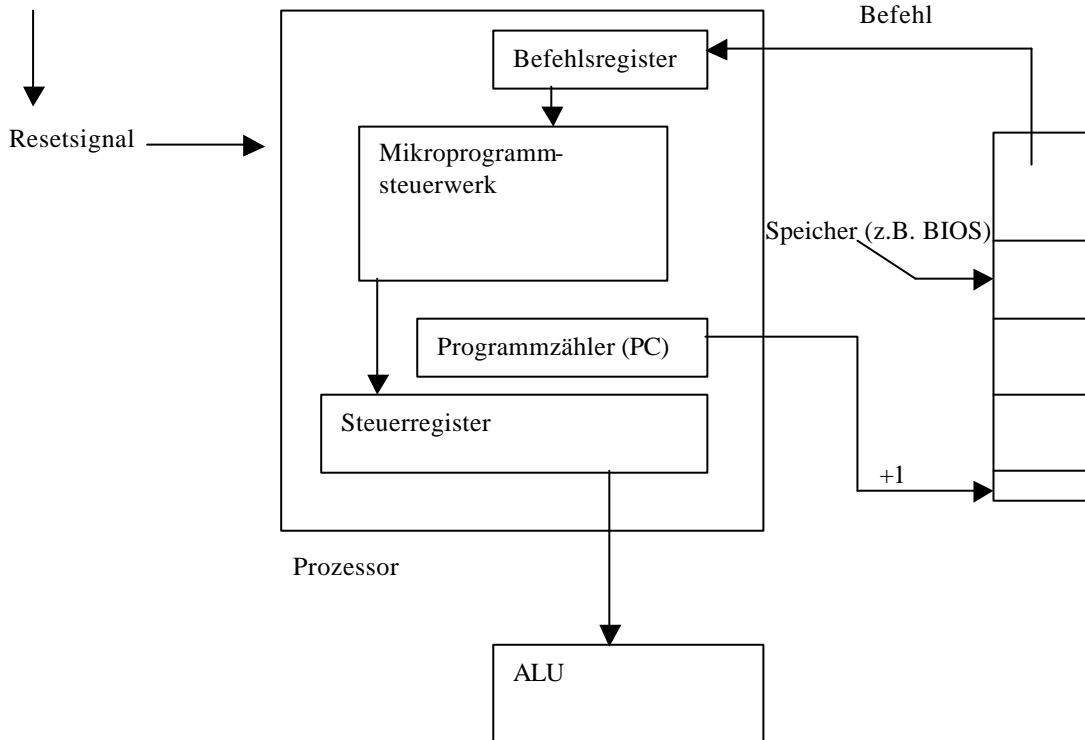 Befehl
Befehlsregister
Resetsignal
Mikroprogramm-
steuerwerk
Speicher (z.B. BIOS)
Programmzähler (PC)
Steuerregister
+1
Prozessor
ALU